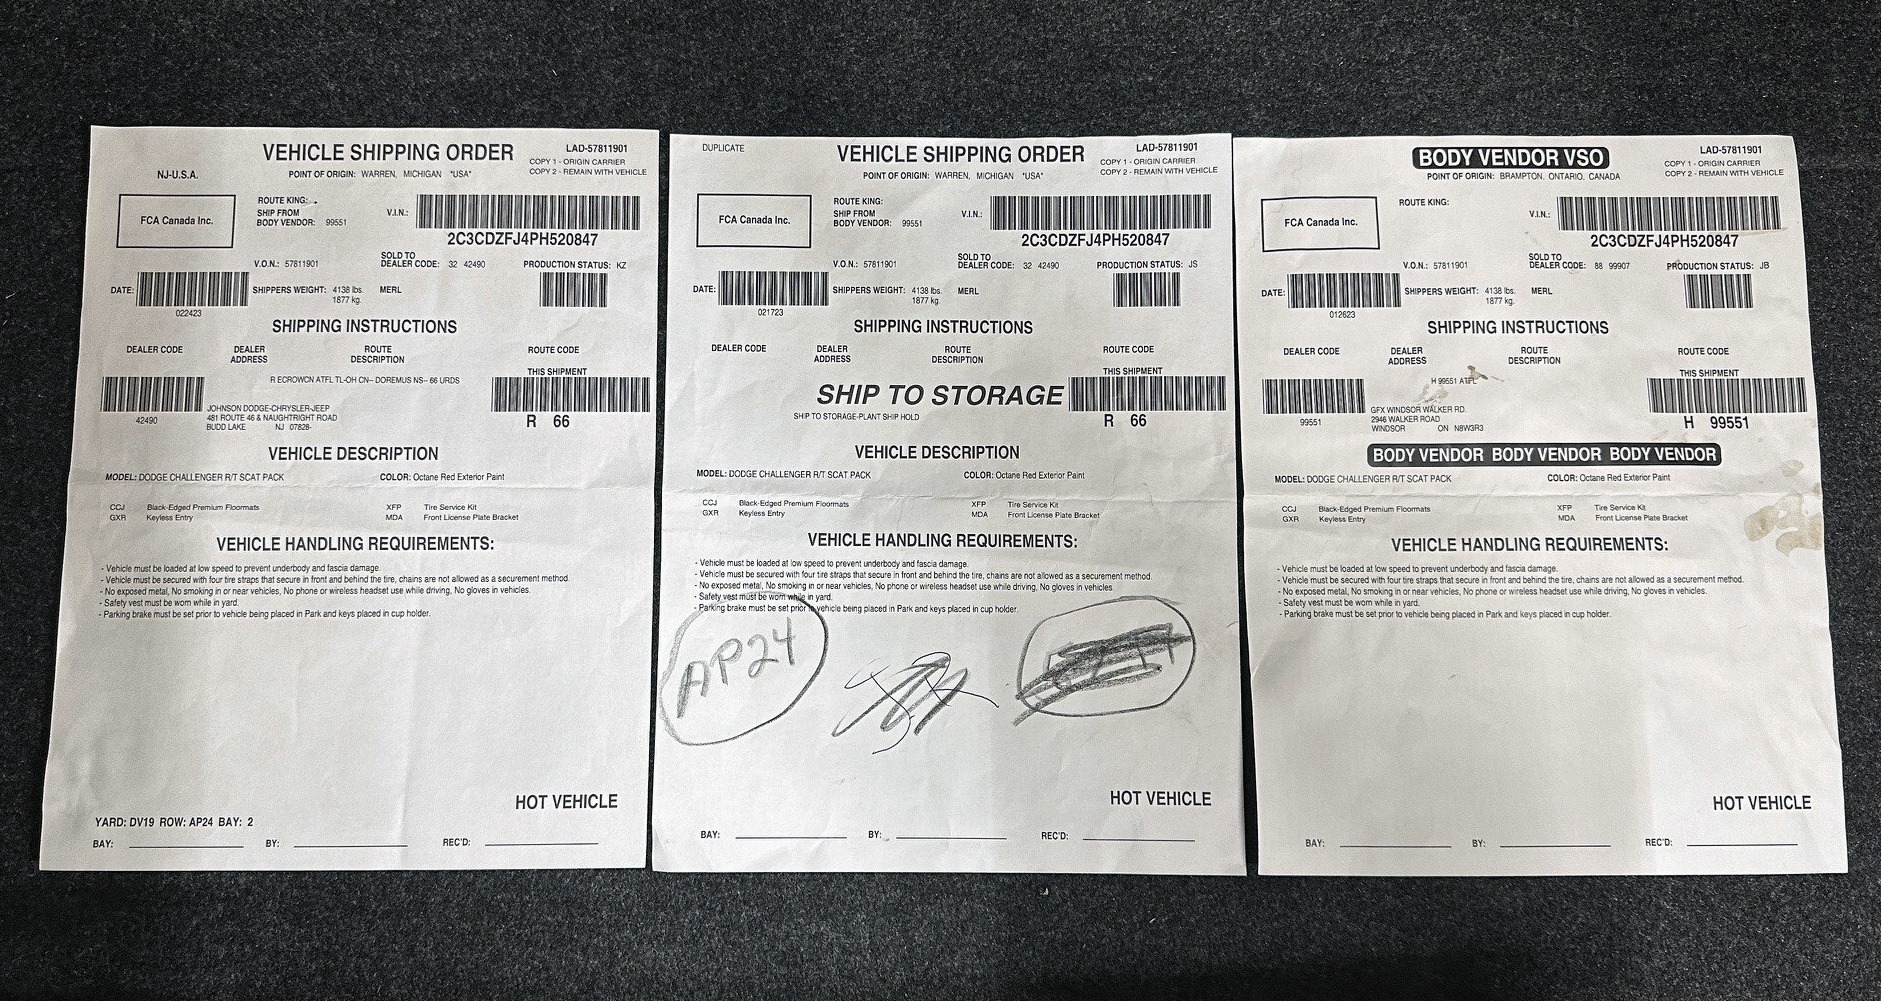 NJ-U.S.A.
VEHICLE SHIPPING ORDER
POINT OF ORIGIN: WARREN, MICHIGAN "USA"
LAD-57811901
COPY 1 - ORIGIN CARRIER
COPY 2 - REMAIN WITH VEHICLE
FCA Canada Inc.
ROUTE KING:
SHIP FROM
BODY VENDOR: 99551
V.I.N.:
2C3CDZFJ4PH520847
V.O.N.: 57811901
SOLD TO
DEALER CODE: 32 42490
PRODUCTION STATUS: KZ
DATE:
022423
SHIPPERS WEIGHT: 4138 lbs. MERL
1877 kg.
SHIPPING INSTRUCTIONS
DEALER CODE
DEALER
ADDRESS
ROUTE
DESCRIPTION
ROUTE CODE
THIS SHIPMENT
R ECROWCN ATFL TL-OH CN-- DOREMUS NS-- 66 URDS
42490
JOHNSON DODGE-CHRYSLER-JEEP
481 ROUTE 46 & NAUGHTRIGHT ROAD
BUDD LAKE NJ 07828-
R 66
VEHICLE DESCRIPTION
MODEL: DODGE CHALLENGER R/T SCAT PACK COLOR: Octane Red Exterior Paint
CCJ Black-Edged Premium Floormats XFP Tire Service Kit
GXR Keyless Entry MDA Front License Plate Bracket
VEHICLE HANDLING REQUIREMENTS:
- Vehicle must be loaded at low speed to prevent underbody and fascia damage.
- Vehicle must be secured with four tire straps that secure in front and behind the tire, chains are not allowed as a securement method.
- No exposed metal, No smoking in or near vehicles, No phone or wireless headset use while driving, No gloves in vehicles.
- Safety vest must be worn while in yard.
- Parking brake must be set prior to vehicle being placed in Park and keys placed in cup holder.
HOT VEHICLE
YARD: DV19 ROW: AP24 BAY: 2
BAY: BY: REC'D:
DUPLICATE
VEHICLE SHIPPING ORDER
POINT OF ORIGIN: WARREN, MICHIGAN "USA"
LAD-57811901
COPY 1 - ORIGIN CARRIER
COPY 2 - REMAIN WITH VEHICLE
FCA Canada Inc.
ROUTE KING:
SHIP FROM
BODY VENDOR: 99551
V.I.N.:
2C3CDZFJ4PH520847
V.O.N.: 57811901
SOLD TO
DEALER CODE: 32 42490
PRODUCTION STATUS: JS
DATE:
021723
SHIPPERS WEIGHT: 4138 lbs. MERL
1877 kg.
SHIPPING INSTRUCTIONS
DEALER CODE
DEALER
ADDRESS
ROUTE
DESCRIPTION
ROUTE CODE
THIS SHIPMENT
SHIP TO STORAGE
SHIP TO STORAGE-PLANT SHIP HOLD
R 66
VEHICLE DESCRIPTION
MODEL: DODGE CHALLENGER R/T SCAT PACK COLOR: Octane Red Exterior Paint
CCJ Black-Edged Premium Floormats XFP Tire Service Kit
GXR Keyless Entry MDA Front License Plate Bracket
VEHICLE HANDLING REQUIREMENTS:
- Vehicle must be loaded at low speed to prevent underbody and fascia damage.
- Vehicle must be secured with four tire straps that secure in front and behind the tire, chains are not allowed as a securement method.
- No exposed metal, No smoking in or near vehicles, No phone or wireless headset use while driving, No gloves in vehicles.
- Safety vest must be worn while in yard.
- Parking brake must be set prior to vehicle being placed in Park and keys placed in cup holder.
AP24
HOT VEHICLE
BAY: BY: REC'D:
BODY VENDOR VSO
POINT OF ORIGIN: BRAMPTON, ONTARIO, CANADA
LAD-57811901
COPY 1 - ORIGIN CARRIER
COPY 2 - REMAIN WITH VEHICLE
FCA Canada Inc.
ROUTE KING:
V.I.N.:
2C3CDZFJ4PH520847
V.O.N.: 57811901
SOLD TO
DEALER CODE: 88 99907
PRODUCTION STATUS: JB
DATE:
012623
SHIPPERS WEIGHT: 4138 lbs. MERL
1877 kg.
SHIPPING INSTRUCTIONS
DEALER CODE
DEALER
ADDRESS
ROUTE
DESCRIPTION
ROUTE CODE
THIS SHIPMENT
H 99551 ATFL
99551
GFX WINDSOR WALKER RD.
2946 WALKER ROAD
WINDSOR ON N8W3R3
H 99551
BODY VENDOR BODY VENDOR BODY VENDOR
MODEL: DODGE CHALLENGER R/T SCAT PACK COLOR: Octane Red Exterior Paint
CCJ Black-Edged Premium Floormats XFP Tire Service Kit
GXR Keyless Entry MDA Front License Plate Bracket
VEHICLE HANDLING REQUIREMENTS:
- Vehicle must be loaded at low speed to prevent underbody and fascia damage.
- Vehicle must be secured with four tire straps that secure in front and behind the tire, chains are not allowed as a securement method.
- No exposed metal, No smoking in or near vehicles, No phone or wireless headset use while driving, No gloves in vehicles.
- Safety vest must be worn while in yard.
- Parking brake must be set prior to vehicle being placed in Park and keys placed in cup holder.
HOT VEHICLE
BAY: BY: REC'D: